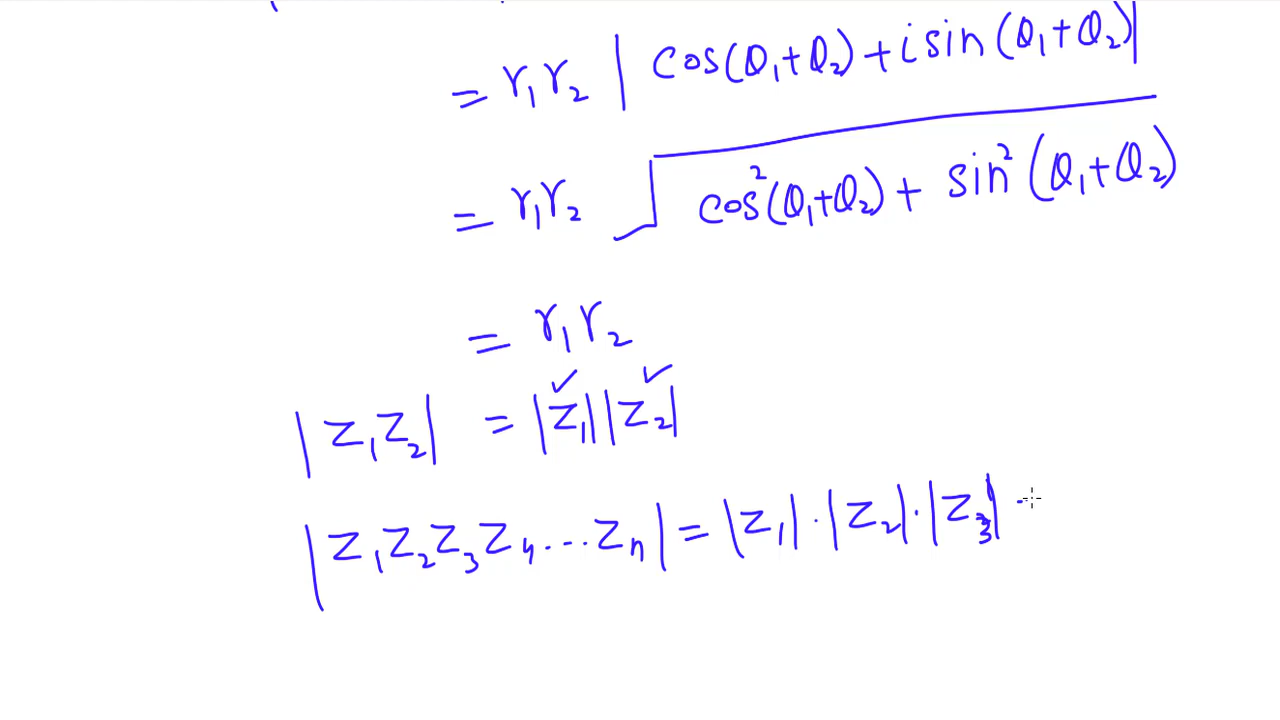 = r₁r₂ | cos(θ₁+θ₂) + i sin(θ₁+θ₂)|
= r₁r₂ √(cos²(θ₁+θ₂) + sin²(θ₁+θ₂))
= r₁r₂
|z₁z₂| = |z₁||z₂|
|z₁z₂z₃z₄...zₙ| = |z₁|·|z₂|·|z₃|